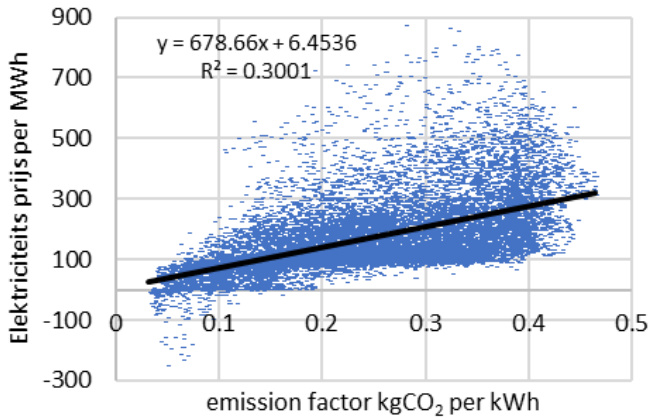 900
700
500
300
100
-100
-300
Elektriciteits prijs per MWh
y = 678.66x + 6.4536
R² = 0.3001
0 0.1 0.2 0.3 0.4 0.5
emission factor kgCO₂ per kWh